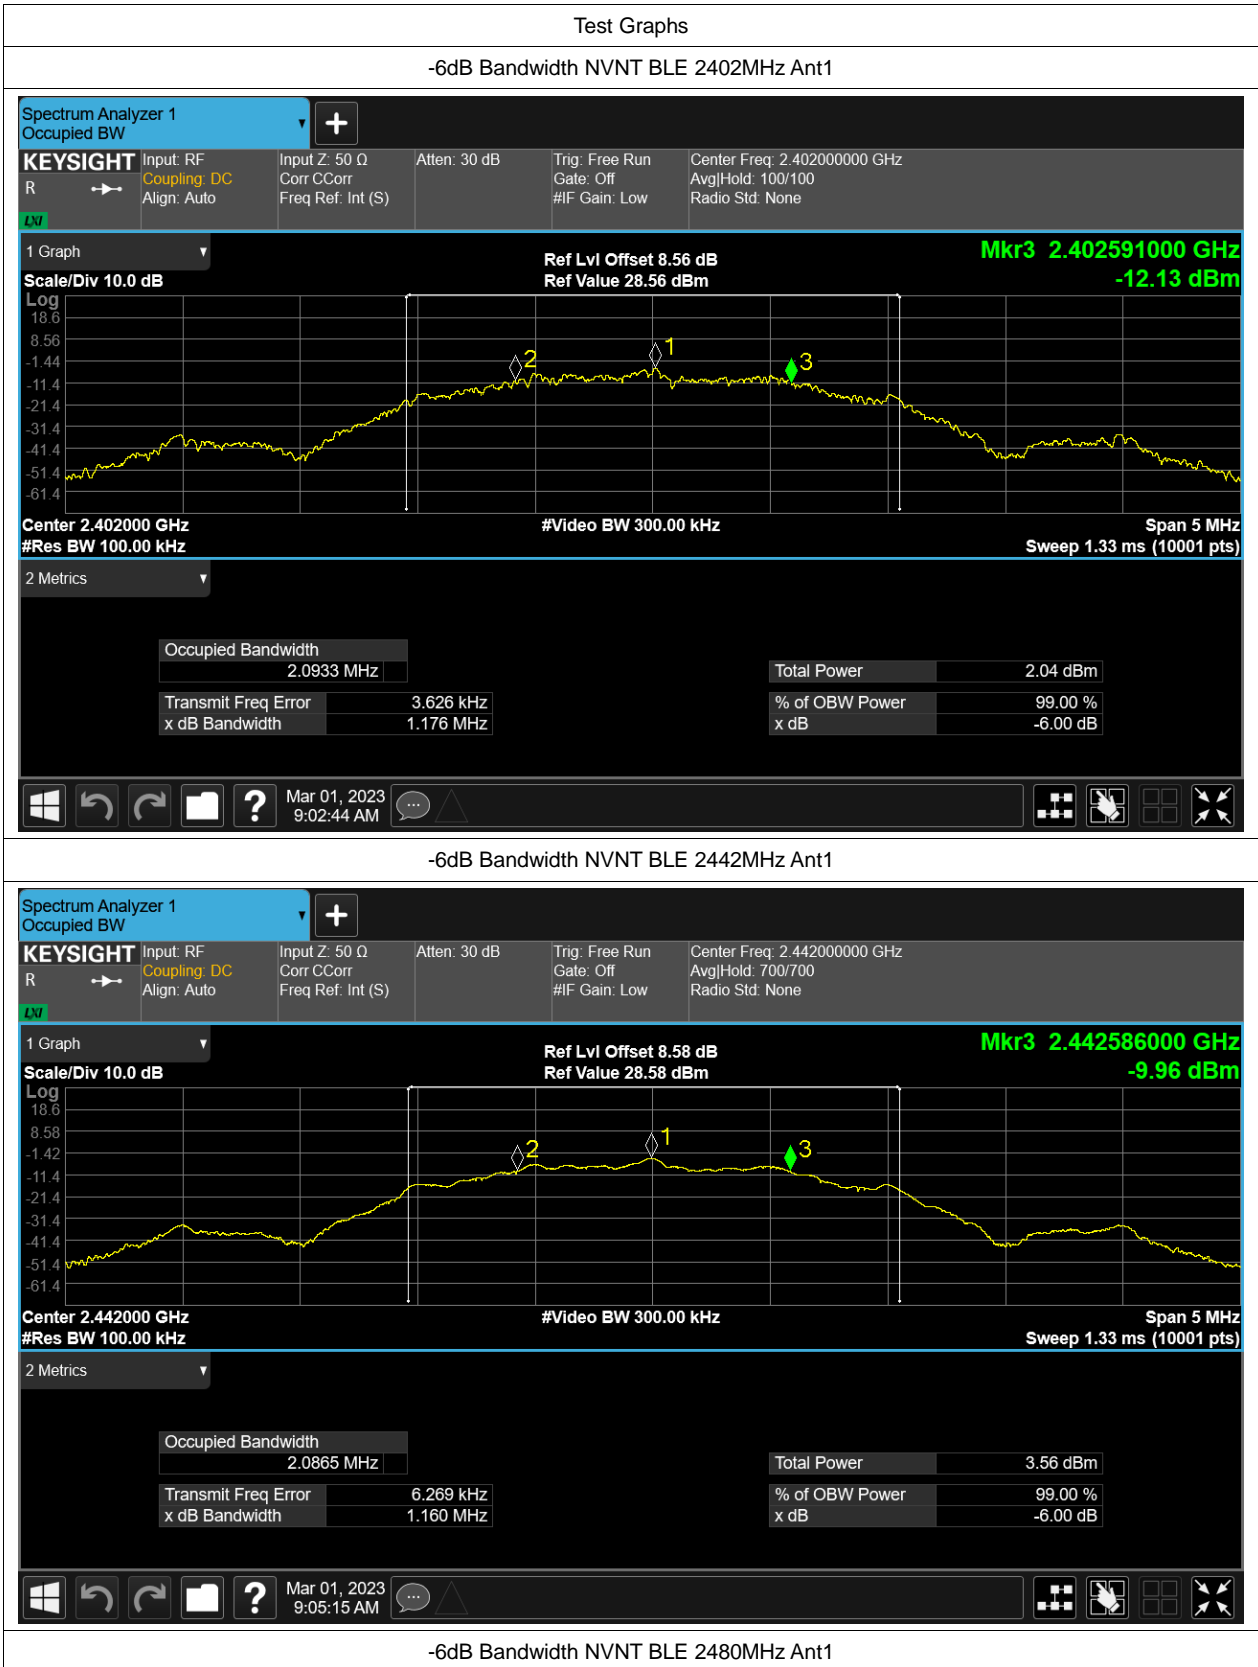 Test Graphs
-6dB Bandwidth NVNT BLE 2402MHz Ant1
Spectrum Analyzer 1
Occupied BW
KEYSIGHT Input: RF Input Z: 50 Ω Atten: 30 dB Trig: Free Run Center Freq: 2.402000000 GHz
R Coupling: DC Corr CCorr Gate: Off Avg|Hold: 100/100
Align: Auto Freq Ref: Int (S) #IF Gain: Low Radio Std: None
LXI
1 Graph Ref Lvl Offset 8.56 dB Mkr3 2.402591000 GHz
Scale/Div 10.0 dB Ref Value 28.56 dBm -12.13 dBm
Log
18.6
8.56
-1.44
-11.4
-21.4
-31.4
-41.4
-51.4
-61.4
2 1 3
Center 2.402000 GHz #Video BW 300.00 kHz Span 5 MHz
#Res BW 100.00 kHz Sweep 1.33 ms (10001 pts)
2 Metrics
Occupied Bandwidth
2.0933 MHz Total Power 2.04 dBm
Transmit Freq Error 3.626 kHz % of OBW Power 99.00 %
x dB Bandwidth 1.176 MHz x dB -6.00 dB
Mar 01, 2023
9:02:44 AM
-6dB Bandwidth NVNT BLE 2442MHz Ant1
Spectrum Analyzer 1
Occupied BW
KEYSIGHT Input: RF Input Z: 50 Ω Atten: 30 dB Trig: Free Run Center Freq: 2.442000000 GHz
R Coupling: DC Corr CCorr Gate: Off Avg|Hold: 700/700
Align: Auto Freq Ref: Int (S) #IF Gain: Low Radio Std: None
LXI
1 Graph Ref Lvl Offset 8.58 dB Mkr3 2.442586000 GHz
Scale/Div 10.0 dB Ref Value 28.58 dBm -9.96 dBm
Log
18.6
8.58
-1.42
-11.4
-21.4
-31.4
-41.4
-51.4
-61.4
2 1 3
Center 2.442000 GHz #Video BW 300.00 kHz Span 5 MHz
#Res BW 100.00 kHz Sweep 1.33 ms (10001 pts)
2 Metrics
Occupied Bandwidth
2.0865 MHz Total Power 3.56 dBm
Transmit Freq Error 6.269 kHz % of OBW Power 99.00 %
x dB Bandwidth 1.160 MHz x dB -6.00 dB
Mar 01, 2023
9:05:15 AM
-6dB Bandwidth NVNT BLE 2480MHz Ant1